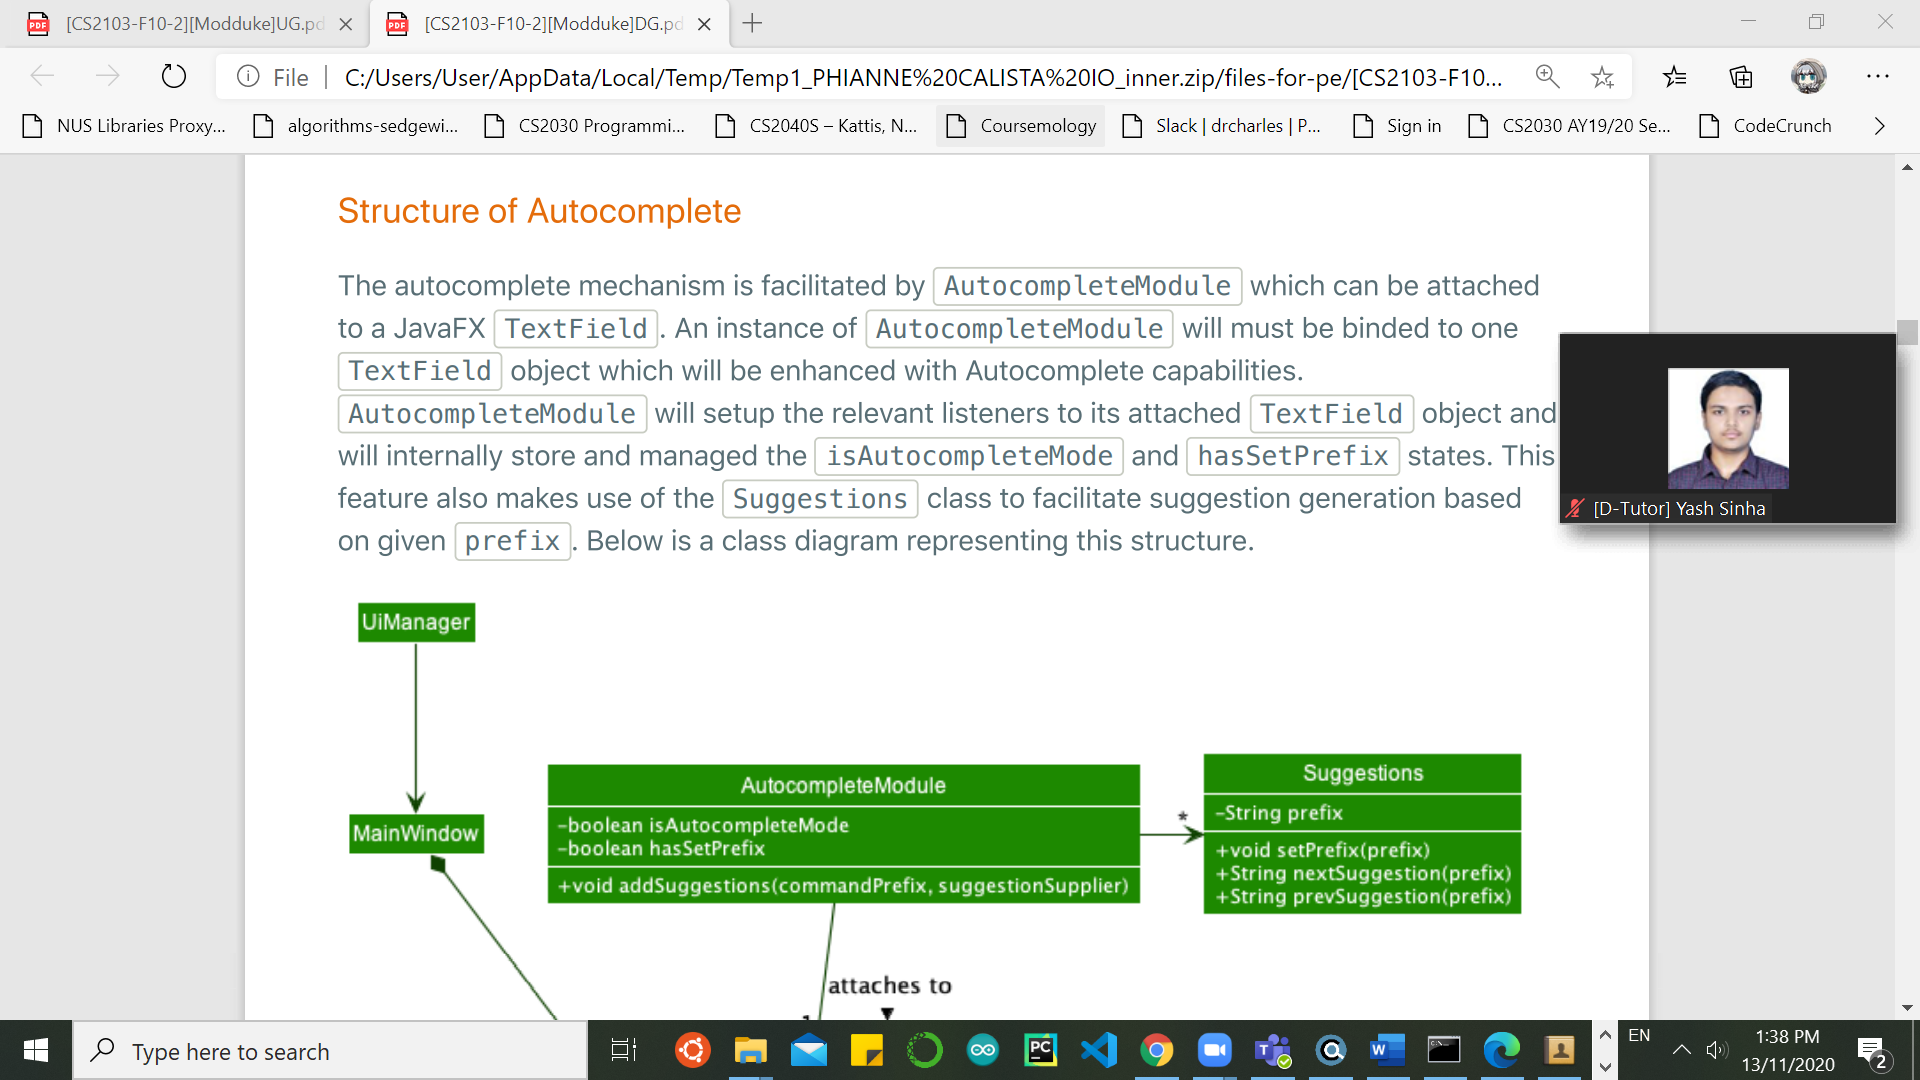 [CS2103-F10-2][Modduke]UG.pd
[CS2103-F10-2][Modduke]DG.pd
File
C:/Users/User/AppData/Local/Temp/Temp1_PHIANNE%20CALISTA%20IO_inner.zip/files-for-pe/[CS2103-F10...
NUS Libraries Proxy...
algorithms-sedgewi...
CS2030 Programmi...
CS2040S – Kattis, N...
Coursemology
Slack | drcharles | P...
Sign in
CS2030 AY19/20 Se...
CodeCrunch
Structure of Autocomplete
The autocomplete mechanism is facilitated by AutocompleteModule which can be attached
to a JavaFX TextField. An instance of AutocompleteModule will must be binded to one
TextField object which will be enhanced with Autocomplete capabilities.
AutocompleteModule will setup the relevant listeners to its attached TextField object and
will internally store and managed the isAutocompleteMode and hasSetPrefix states. This
feature also makes use of the Suggestions class to facilitate suggestion generation based
on given prefix. Below is a class diagram representing this structure.
[D-Tutor] Yash Sinha
UiManager
MainWindow
AutocompleteModule
-boolean isAutocompleteMode
-boolean hasSetPrefix
+void addSuggestions(commandPrefix, suggestionSupplier)
*
Suggestions
-String prefix
+void setPrefix(prefix)
+String nextSuggestion(prefix)
+String prevSuggestion(prefix)
attaches to
Type here to search
EN
1:38 PM
13/11/2020
2